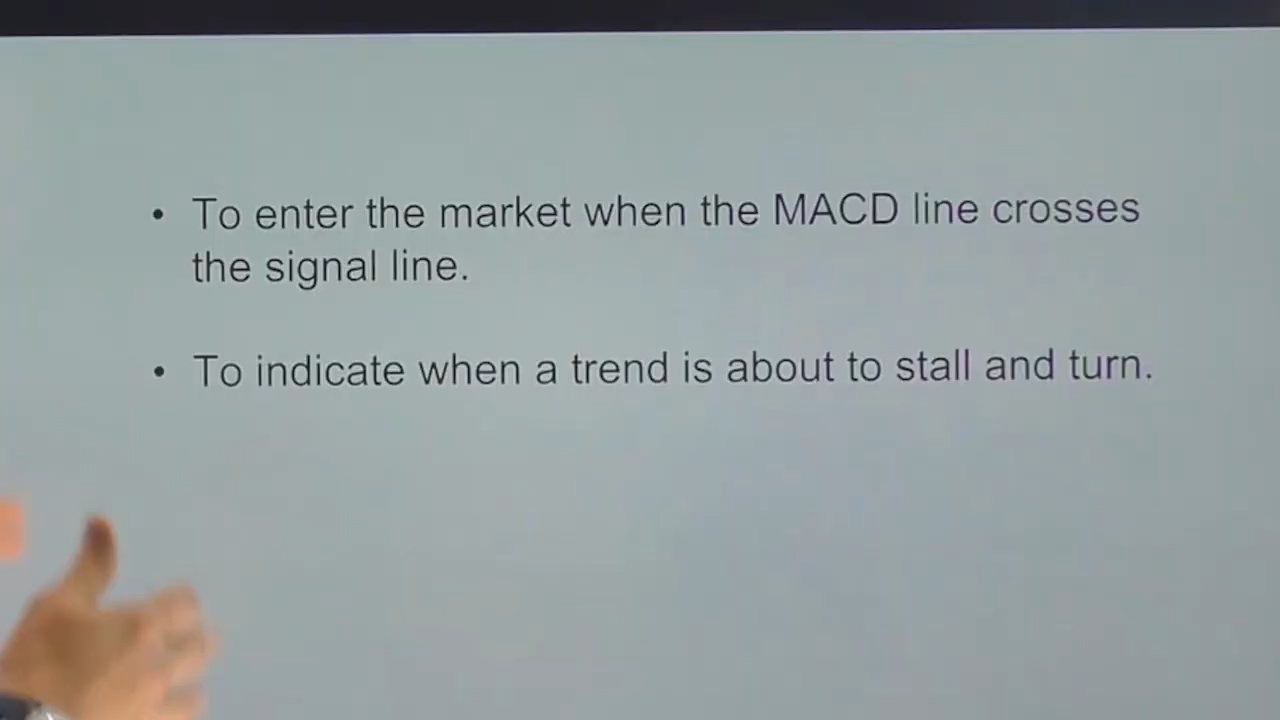 • To enter the market when the MACD line crosses
the signal line.
• To indicate when a trend is about to stall and turn.